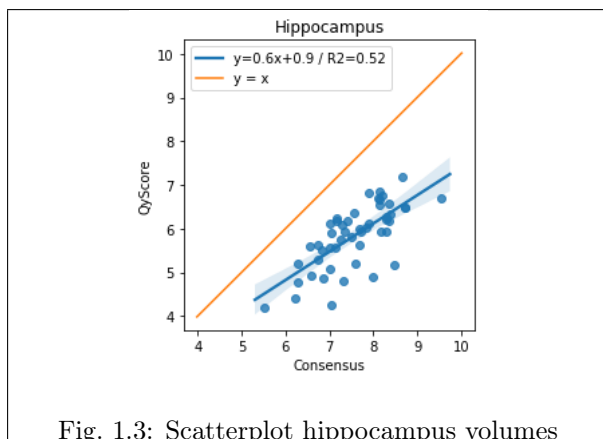 Hippocampus
y=0.6x+0.9 / R2=0.52
y = x
10
9
8
7
6
5
4
QyScore
4 5 6 7 8 9 10
Consensus
Fig. 1.3: Scatterplot hippocampus volumes